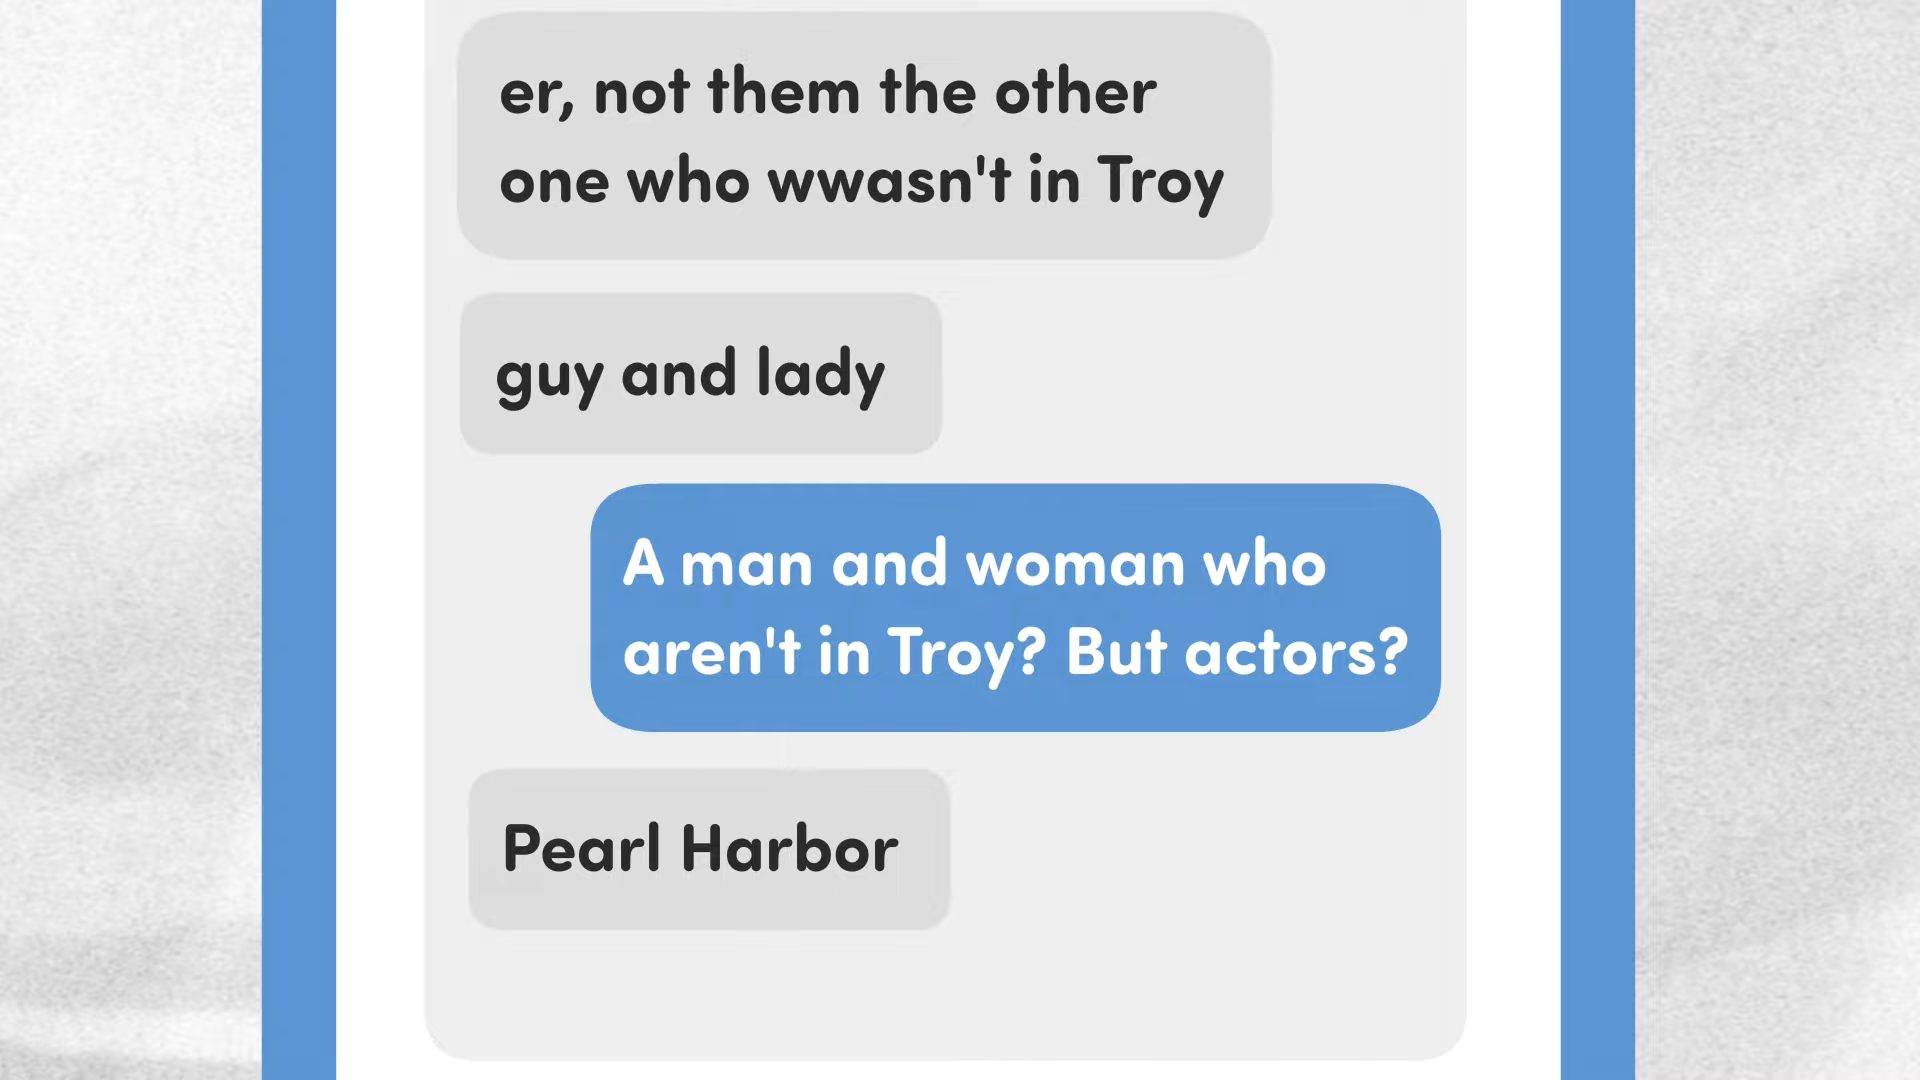 er, not them the other
one who wwasn't in Troy
guy and lady
A man and woman who
aren't in Troy? But actors?
Pearl Harbor